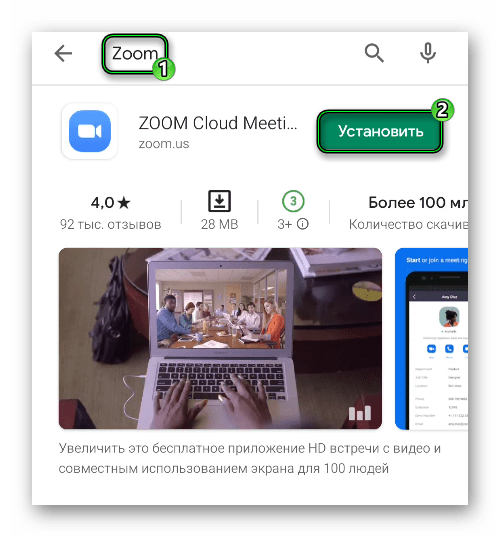 Zoom
1
ZOOM Cloud Meeti...
zoom.us
Установить
2
4,0★
92 тыс. отзывов
28 MB
3
3+
Более 100 мл
Количество скачив
Start or join a meeting
Увеличить это бесплатное приложение HD встречи с видео и
совместным использованием экрана для 100 людей